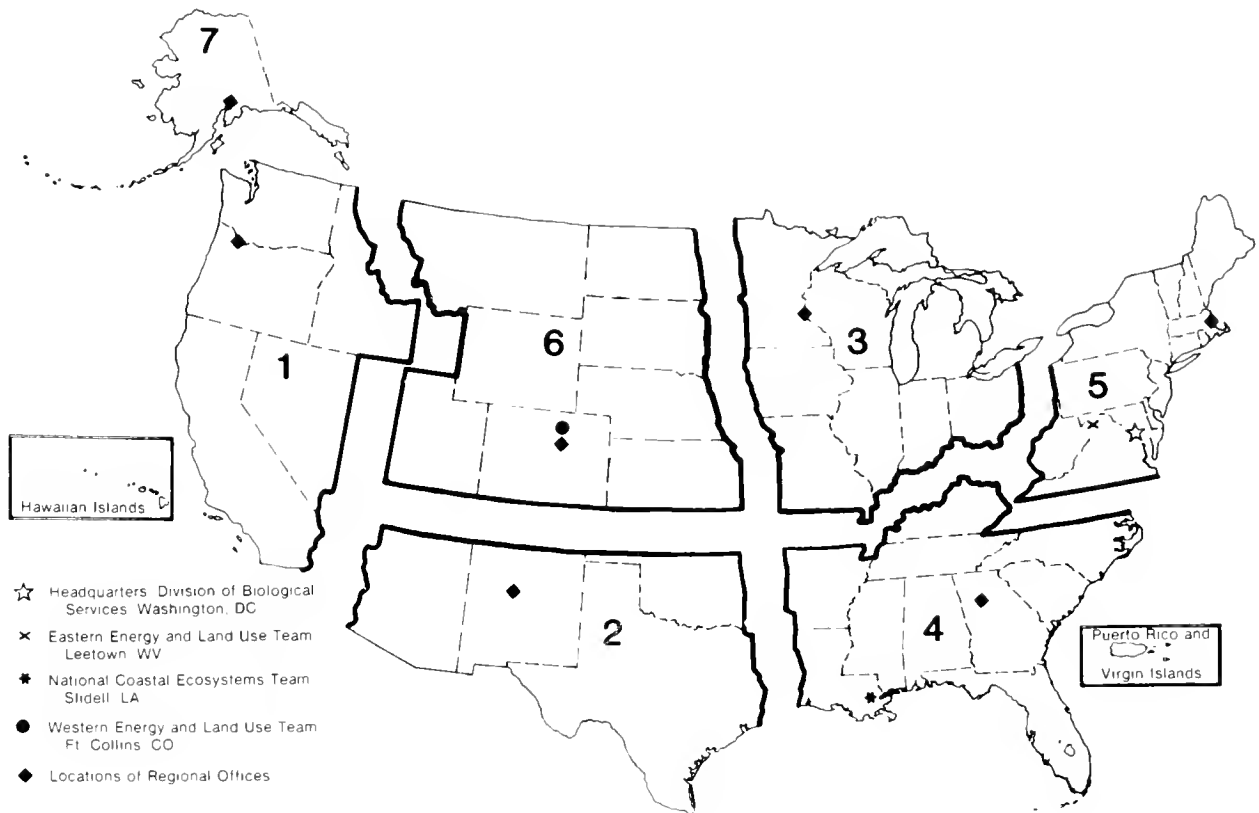 7
1
6
3
5
2
4
Hawaiian Islands
Puerto Rico and
Virgin Islands
Headquarters Division of Biological
Services Washington, DC
Eastern Energy and Land Use Team
Leetown WV
National Coastal Ecosystems Team
Slidell LA
Western Energy and Land Use Team
Ft Collins CO
Locations of Regional Offices